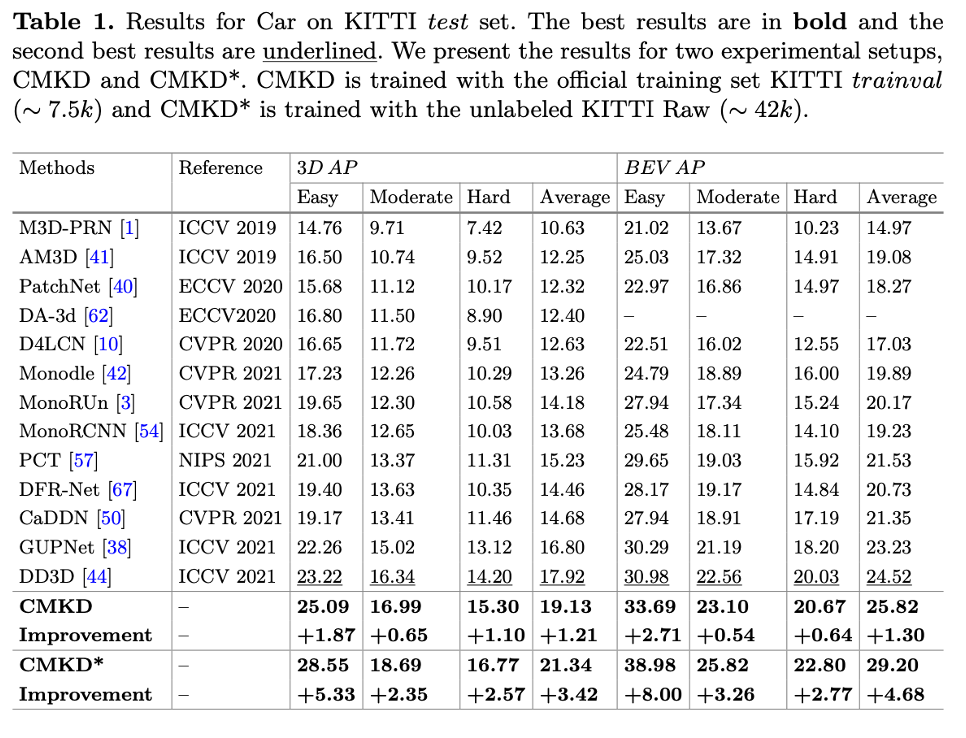 Table 1. Results for Car on KITTI test set. The best results are in bold and the
second best results are underlined. We present the results for two experimental setups,
CMKD and CMKD*. CMKD is trained with the official training set KITTI trainval
(∼ 7.5k) and CMKD* is trained with the unlabeled KITTI Raw (∼ 42k).
Methods Reference 3D AP BEV AP
Easy Moderate Hard Average Easy Moderate Hard Average
M3D-PRN [1] ICCV 2019 14.76 9.71 7.42 10.63 21.02 13.67 10.23 14.97
AM3D [41] ICCV 2019 16.50 10.74 9.52 12.25 25.03 17.32 14.91 19.08
PatchNet [40] ECCV 2020 15.68 11.12 10.17 12.32 22.97 16.86 14.97 18.27
DA-3d [62] ECCV2020 16.80 11.50 8.90 12.40 – – – –
D4LCN [10] CVPR 2020 16.65 11.72 9.51 12.63 22.51 16.02 12.55 17.03
Monodle [42] CVPR 2021 17.23 12.26 10.29 13.26 24.79 18.89 16.00 19.89
MonoRUn [3] CVPR 2021 19.65 12.30 10.58 14.18 27.94 17.34 15.24 20.17
MonoRCNN [54] ICCV 2021 18.36 12.65 10.03 13.68 25.48 18.11 14.10 19.23
PCT [57] NIPS 2021 21.00 13.37 11.31 15.23 29.65 19.03 15.92 21.53
DFR-Net [67] ICCV 2021 19.40 13.63 10.35 14.46 28.17 19.17 14.84 20.73
CaDDN [50] CVPR 2021 19.17 13.41 11.46 14.68 27.94 18.91 17.19 21.35
GUPNet [38] ICCV 2021 22.26 15.02 13.12 16.80 30.29 21.19 18.20 23.23
DD3D [44] ICCV 2021 23.22 16.34 14.20 17.92 30.98 22.56 20.03 24.52
CMKD – 25.09 16.99 15.30 19.13 33.69 23.10 20.67 25.82
Improvement – +1.87 +0.65 +1.10 +1.21 +2.71 +0.54 +0.64 +1.30
CMKD* – 28.55 18.69 16.77 21.34 38.98 25.82 22.80 29.20
Improvement – +5.33 +2.35 +2.57 +3.42 +8.00 +3.26 +2.77 +4.68